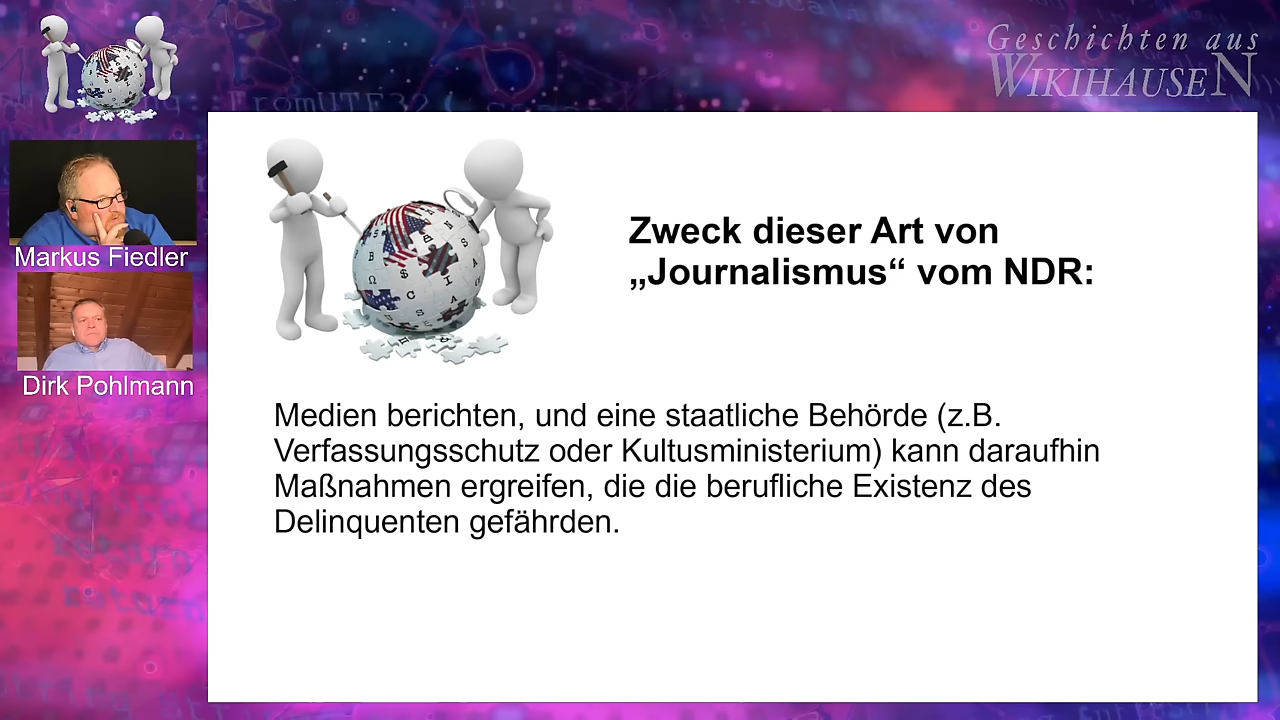 Geschichten aus
WIKIHAUSEN
Markus Fiedler
Dirk Pohlmann
Zweck dieser Art von
„Journalismus“ vom NDR:
Medien berichten, und eine staatliche Behörde (z.B.
Verfassungsschutz oder Kultusministerium) kann daraufhin
Maßnahmen ergreifen, die die berufliche Existenz des
Delinquenten gefährden.